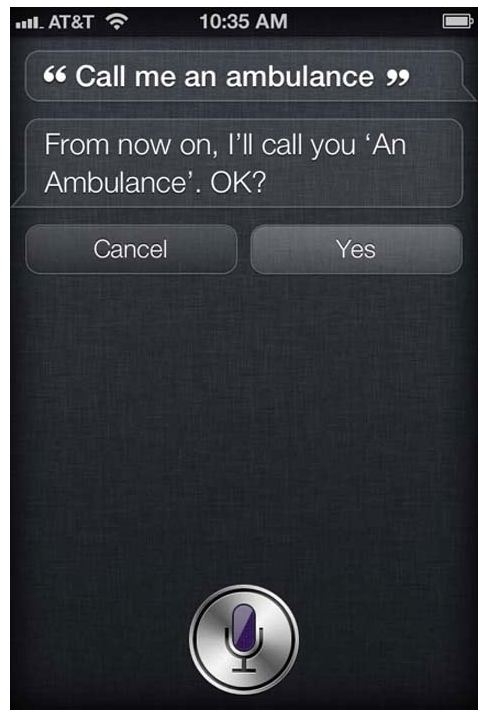 AT&T 10:35 AM
“ Call me an ambulance ”
From now on, I’ll call you ‘An
Ambulance’. OK?
Cancel Yes